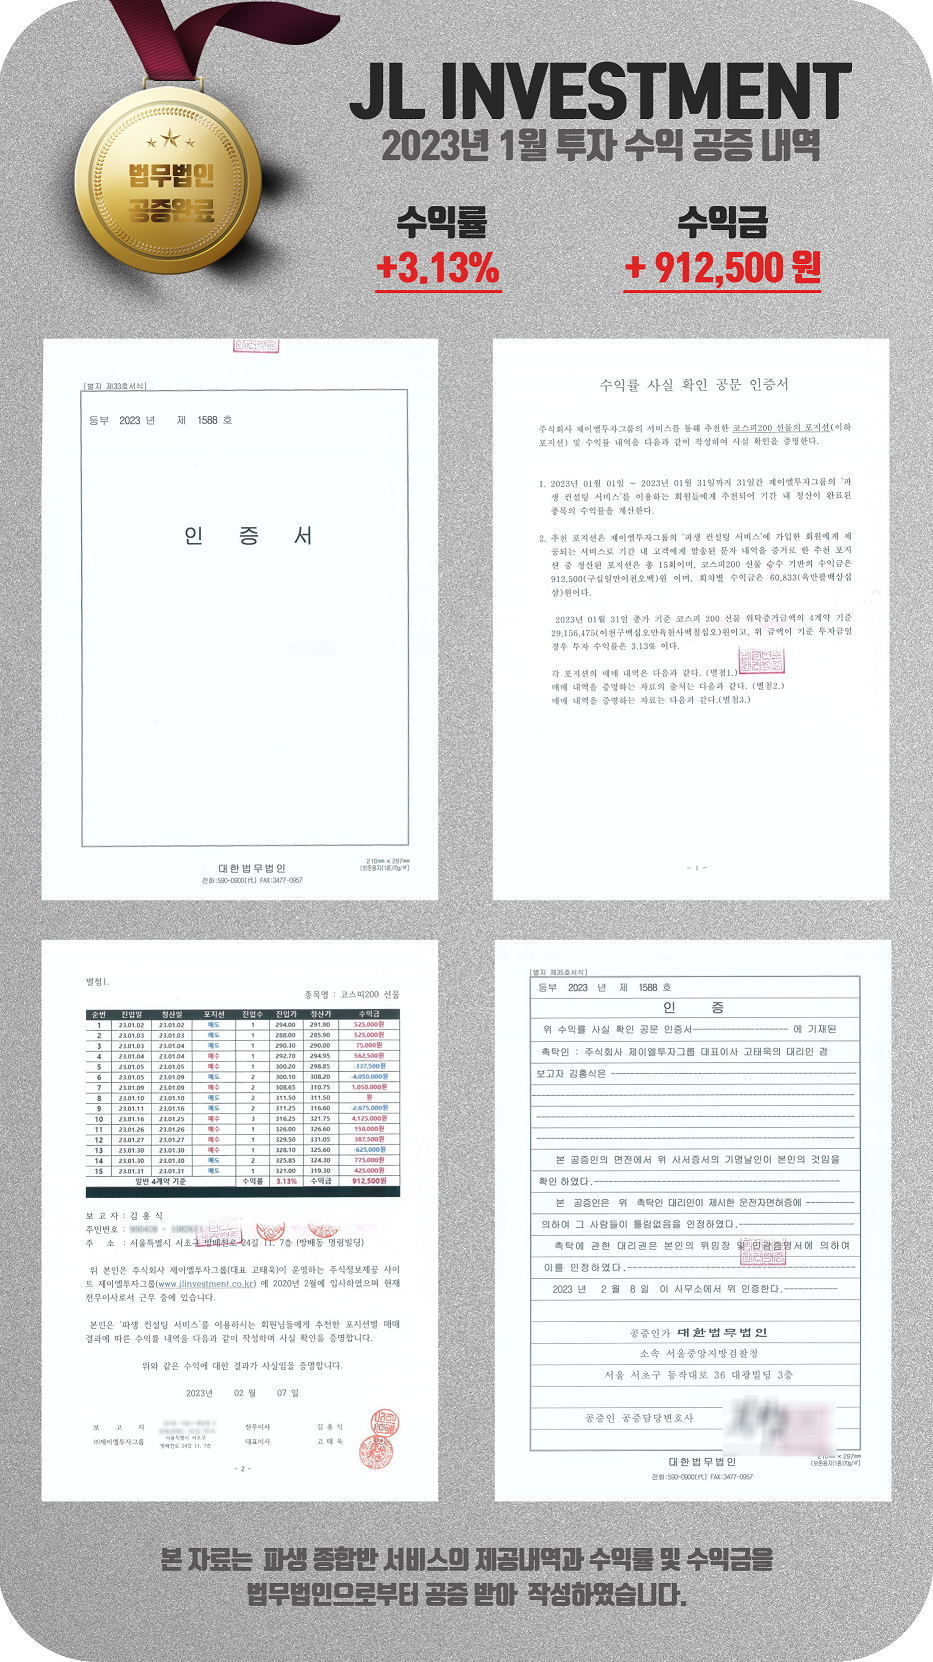 JL INVESTMENT
2023년 1월 투자 수익 공증 내역
법무법인
공증완료
수익률
+3.13%
수익금
+ 912,500 원
[별지 제33호서식]
등부 2023 년 제 1588 호
인 증 서
210㎜ × 297㎜
(보존용지(1종)70g/㎡)
대한법무법인
전화:590-0900(代) FAX:3477-0957
수익률 사실 확인 공문 인증서
주식회사 제이엘투자그룹의 서비스를 통해 추천한 코스피200 선물의 포지션(이하
포지션) 및 수익률 내역을 다음과 같이 작성하여 사실 확인을 증명한다.
1. 2023년 01월 01일 ~ 2023년 01월 31일까지 31일간 제이엘투자그룹의 '파
생 컨설팅 서비스'를 이용하는 회원들에게 추천되어 기간 내 청산이 완료된
종목의 수익률을 계산한다.
2. 추천 포지션은 제이엘투자그룹의 '파생 컨설팅 서비스'에 가입한 회원에게 제
공되는 서비스로 기간 내 고객에게 발송된 문자 내역을 증거로 한 추천 포지
션 중 청산된 포지션은 총 15회이며, 코스피200 선물 승수 기반의 수익금은
912,500(구십일만이천오백)원 이며, 회차별 수익금은 60,833(육만팔백삼십
삼)원이다.
2023년 01월 31일 종가 기준 코스피 200 선물 위탁증거금액의 4계약 기준
29,156,475(이천구백십오만육천사백칠십오)원이고, 위 금액이 기준 투자금일
경우 투자 수익률은 3.13% 이다.
각 포지션의 매매 내역은 다음과 같다. (별첨1.)
매매 내역을 증명하는 자료의 출처는 다음과 같다. (별첨2.)
매매 내역을 증명하는 자료는 다음과 같다.(별첨3.)
- 1 -
별첨1.
종목명 : 코스피200 선물
순번 진입일 청산일 포지션 진입수 진입가 청산가 수익금
1 23.01.02 23.01.02 매도 1 294.00 291.90 525,000원
2 23.01.03 23.01.03 매도 1 288.00 285.90 525,000원
3 23.01.03 23.01.04 매도 1 290.30 290.00 75,000원
4 23.01.04 23.01.04 매수 1 292.70 294.95 562,500원
5 23.01.05 23.01.05 매수 1 300.20 298.85 -337,500원
6 23.01.05 23.01.09 매도 2 300.10 308.20 -4,050,000원
7 23.01.09 23.01.09 매수 2 308.65 310.75 1,050,000원
8 23.01.10 23.01.10 매도 2 311.50 311.50 원
9 23.01.11 23.01.16 매도 2 311.25 316.60 -2,675,000원
10 23.01.16 23.01.25 매수 3 316.25 321.75 4,125,000원
11 23.01.26 23.01.26 매수 1 326.00 326.60 150,000원
12 23.01.27 23.01.27 매수 1 329.50 331.05 387,500원
13 23.01.30 23.01.30 매수 1 328.10 325.60 -625,000원
14 23.01.30 23.01.30 매도 2 325.85 324.30 775,000원
15 23.01.31 23.01.31 매도 1 321.00 319.30 425,000원
일반 4계약 기준 수익률 3.13% 수익금 912,500원
보 고 자 : 김 홍 식
주민번호 :
주 소 : 서울특별시 서초구 방배천로 24길 11, 7층 (방배동 명림빌딩)
위 본인은 주식회사 제이엘투자그룹(대표 고태욱)이 운영하는 주식정보제공 사이
트 제이엘투자그룹(www.jlinvestment.co.kr) 에 2020년 2월에 입사하였으며 현재
전무이사로서 근무 중에 있습니다.
본인은 '파생 컨설팅 서비스'를 이용하시는 회원님들에게 추천한 포지션별 매매
결과에 따른 수익률 내역을 다음과 같이 작성하며 사실 확인을 증명합니다.
위와 같은 수익에 대한 결과가 사실임을 증명합니다.
2023년 02 월 07 일
보 고 자 전무이사 김 홍 식
㈜제이엘투자그룹 서울특별시 서초구 방배천로 24길 11, 7층 대표이사 고 태 욱
- 2 -
[별지 제35호서식]
등부 2023 년 제 1588 호
인 증
위 수익률 사실 확인 공문 인증서-------------------- 에 기재된
촉탁인 : 주식회사 제이엘투자그룹 대표이사 고태욱의 대리인 겸
보고자 김홍식은 --------------------
본 공증인의 면전에서 위 사서증서의 기명날인이 본인의 것임을
확인 하였다.--------------------
본 공증인은 위 촉탁인 대리인이 제시한 운전자면허증에 ----------
의하여 그 사람들이 틀림없음을 인정하였다.--------------------
촉탁에 관한 대리권은 본인의 위임장 및 인감증명서에 의하여
이를 인정하였다.--------------------
2023 년 2 월 8 일 이 사무소에서 위 인증한다.----------
공증인가 대한법무법인
소속 서울중앙지방검찰청
서울 서초구 동작대로 36 대광빌딩 3층
공증인 공증담당변호사
대한법무법인
전화:590-0900(代) FAX:3477-0957
210㎜ × 297㎜
(보존용지(1종)70g/㎡)
본 자료는 파생 종합반 서비스의 제공내역과 수익률 및 수익금을
법무법인으로부터 공증 받아 작성하였습니다.